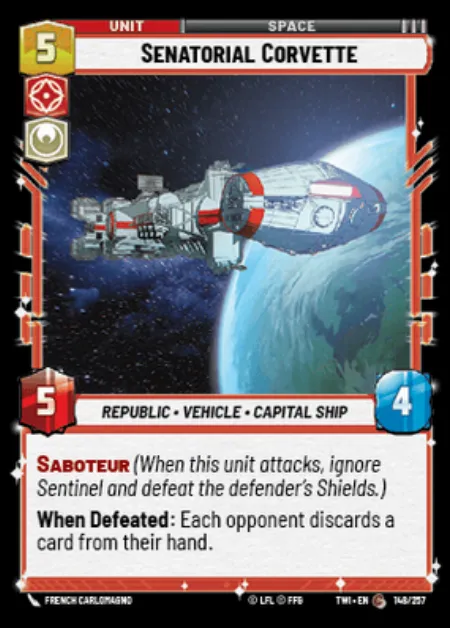 UNIT
SPACE
5
SENATORIAL CORVETTE
5
REPUBLIC • VEHICLE • CAPITAL SHIP
4
SABOTEUR (When this unit attacks, ignore
Sentinel and defeat the defender's Shields.)
When Defeated: Each opponent discards a
card from their hand.
FRENCH CARLOMAGNO
© LFL © FFG
TWI • EN
148/257